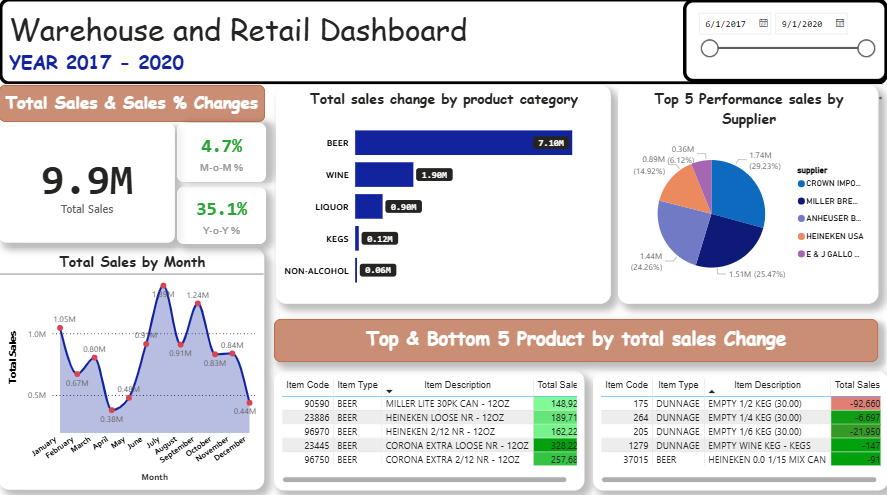 Warehouse and Retail Dashboard
YEAR 2017 - 2020
6/1/2017 9/1/2020
Total Sales & Sales % Changes
9.9M
Total Sales
4.7%
M-o-M %
35.1%
Y-o-Y %
Total sales change by product category
BEER 7.10M
WINE 1.90M
LIQUOR 0.90M
KEGS 0.12M
NON-ALCOHOL 0.06M
Top 5 Performance sales by
Supplier
0.36M
(6.12%)
1.74M
(29.23%)
0.89M
(14.92%)
1.44M
(24.26%)
1.51M (25.47%)
supplier
CROWN IMPO...
MILLER BRE...
ANHEUSER B...
HEINEKEN USA
E & J GALLO ...
Total Sales by Month
Total Sales
1.0M
0.5M
1.05M
0.67M
0.80M
0.38M
0.48M
0.91M
1.24M
0.83M
0.84M
0.44M
January
February
March
April
May
June
July
August
September
October
November
December
Month
Top & Bottom 5 Product by total sales Change
Item Code Item Type Item Description Total Sale
90590 BEER MILLER LITE 30PK CAN - 12OZ 148,92
23886 BEER HEINEKEN LOOSE NR - 12OZ 189,71
96970 BEER HEINEKEN 2/12 NR - 12OZ 162,22
23445 BEER CORONA EXTRA LOOSE NR - 12OZ 328,22
96750 BEER CORONA EXTRA 2/12 NR - 12OZ 257,68
Item Code Item Type Item Description Total Sales
175 DUNNAGE EMPTY 1/2 KEG (30.00) -92,660
264 DUNNAGE EMPTY 1/4 KEG (30.00) -6,697
205 DUNNAGE EMPTY 1/6 KEG (30.00) -21,950
1279 DUNNAGE EMPTY WINE KEG - KEGS -147
37015 BEER HEINEKEN 0.0 1/15 MIX CAN -91